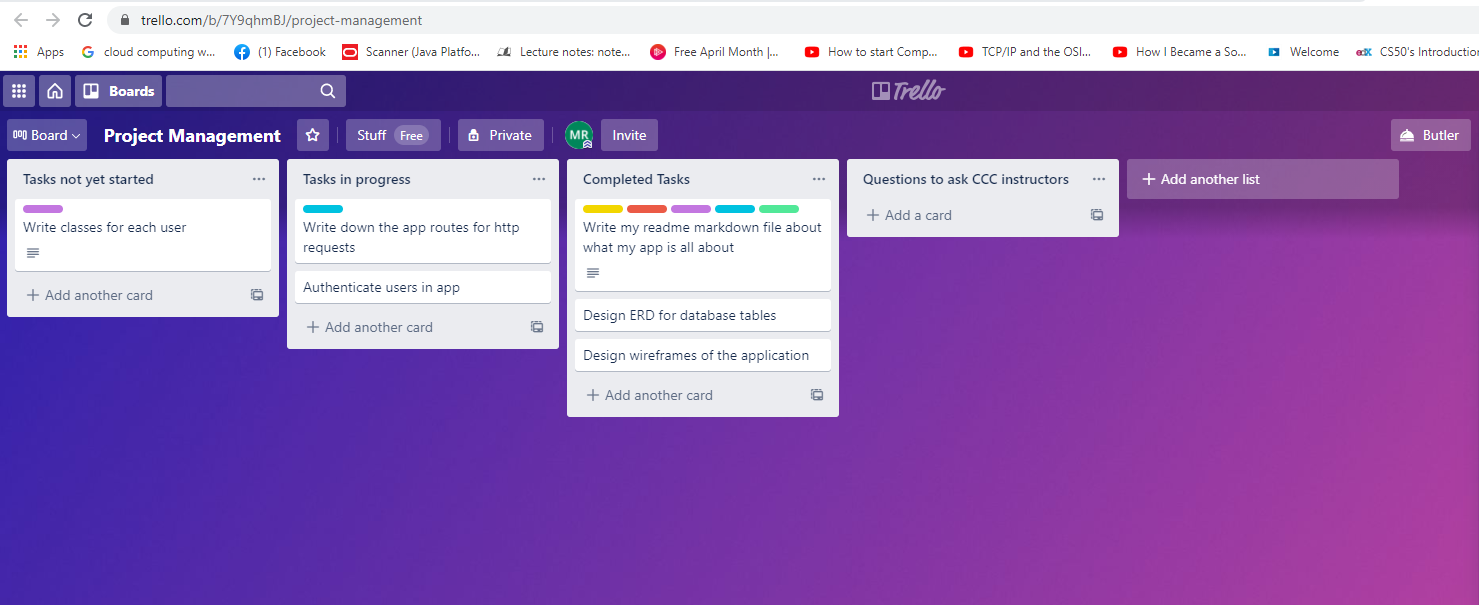 trello.com/b/7Y9qhmBJ/project-management
Apps
cloud computing w...
(1) Facebook
Scanner (Java Platfo...
Lecture notes: note...
Free April Month |...
How to start Comp...
TCP/IP and the OSI...
How I Became a So...
Welcome
edX
CS50's Introduction
Boards
Trello
Board
Project Management
Stuff Free
Private
MR
Invite
Butler
Tasks not yet started
Write classes for each user
Add another card
Tasks in progress
Write down the app routes for http
requests
Authenticate users in app
Add another card
Completed Tasks
Write my readme markdown file about
what my app is all about
Design ERD for database tables
Design wireframes of the application
Add another card
Questions to ask CCC instructors
Add a card
Add another list